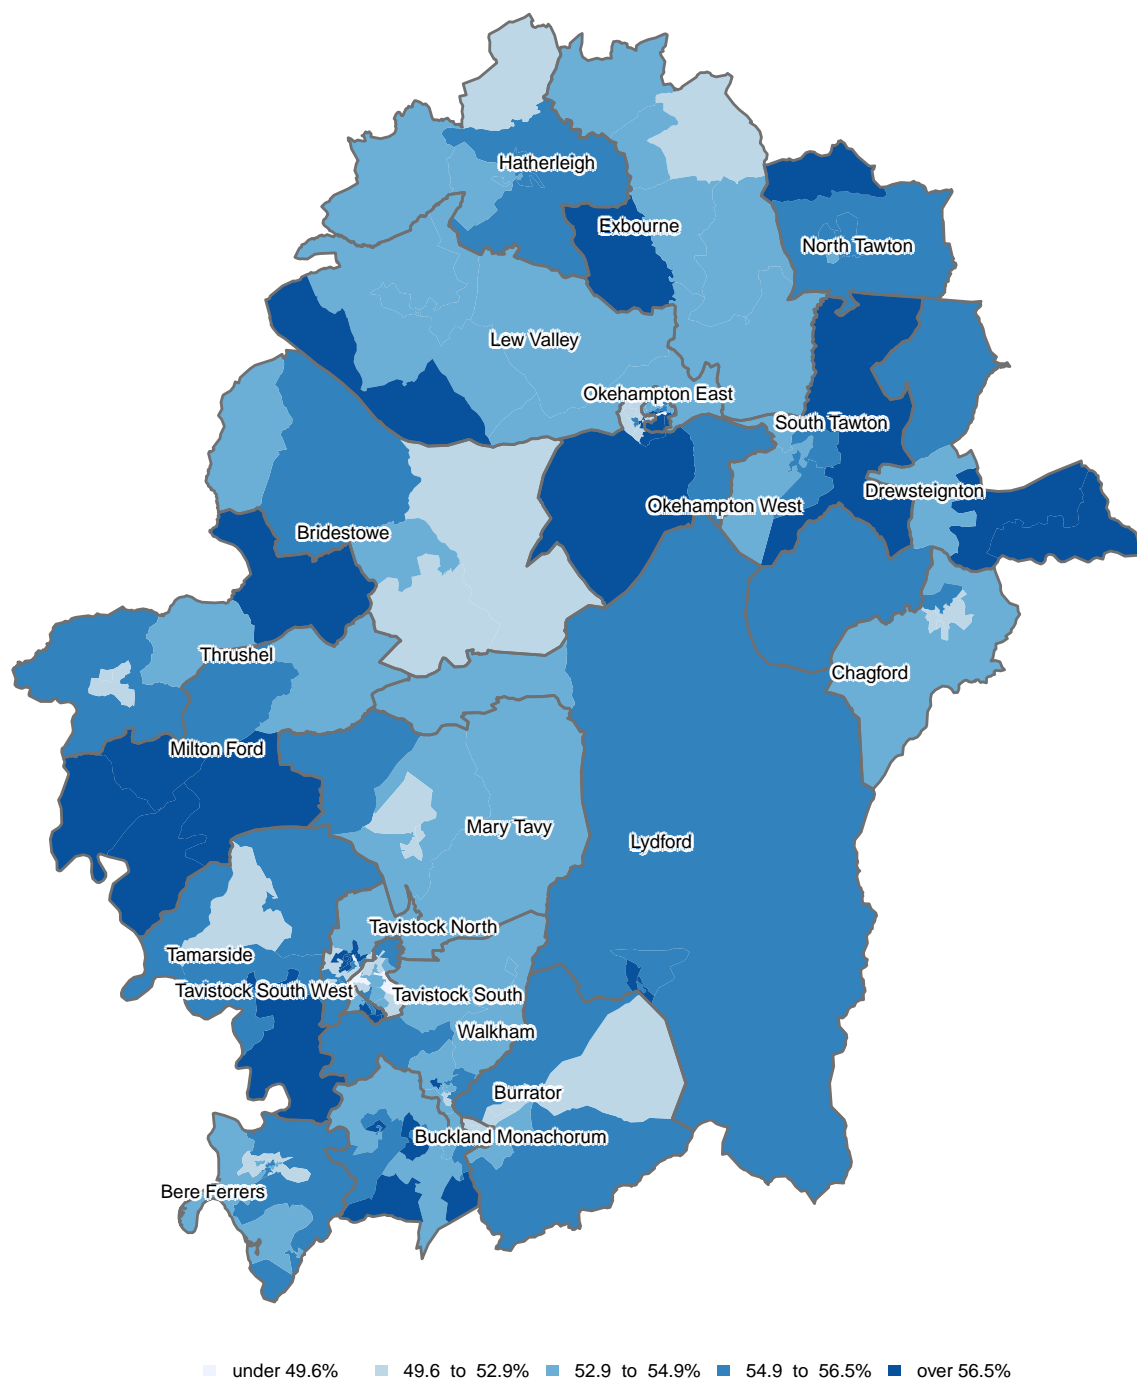 Hatherleigh
Exbourne
North Tawton
Lew Valley
Okehampton East
South Tawton
Drewsteignton
Okehampton West
Bridestowe
Thrushel
Chagford
Milton Ford
Mary Tavy
Lydford
Tavistock North
Tamarside
Tavistock South West
Tavistock South
Walkham
Burrator
Buckland Monachorum
Bere Ferrers
under 49.6%
49.6 to 52.9%
52.9 to 54.9%
54.9 to 56.5%
over 56.5%